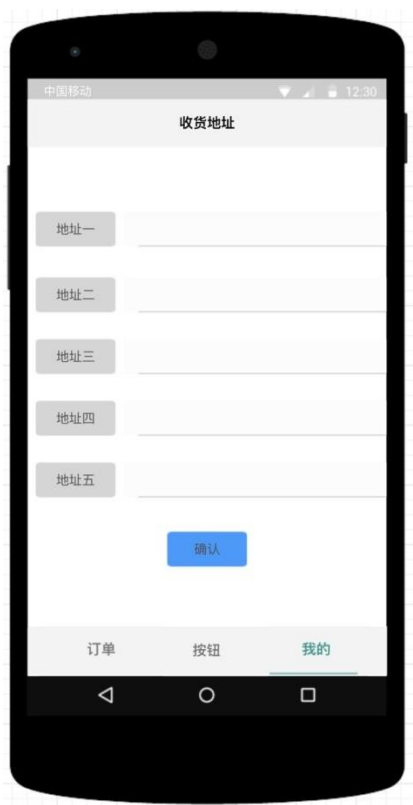 中国移动 12:30
收货地址
地址一
地址二
地址三
地址四
地址五
确认
订单 按钮 我的